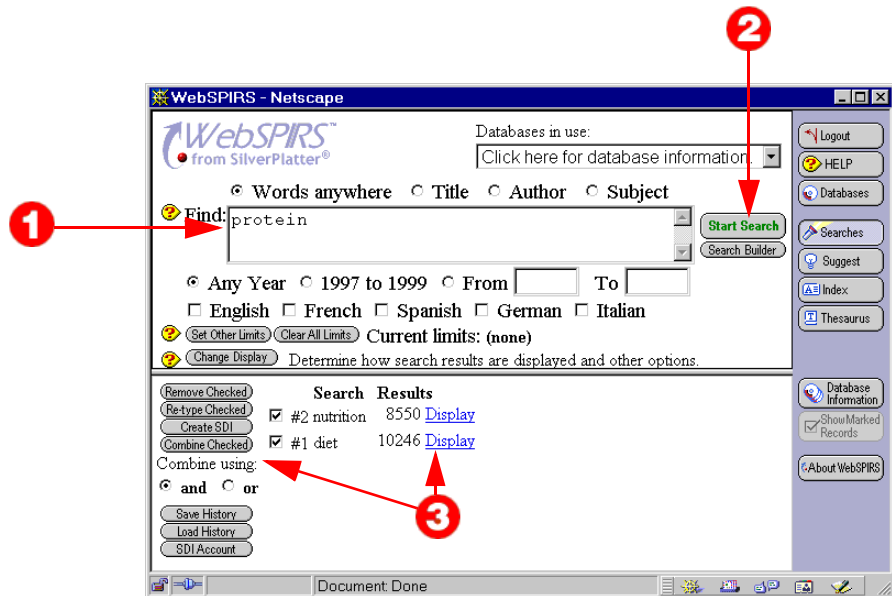 2
WebSPIRS - Netscape
WebSPIRS™
from SilverPlatter®
Databases in use:
Click here for database information.
Logout
HELP
Databases
Words anywhere Title Author Subject
1
Find:
protein
Start Search
Search Builder
Searches
Suggest
Index
Thesaurus
Any Year 1997 to 1999 From To
English French Spanish German Italian
Set Other Limits Clear All Limits Current limits: (none)
Change Display Determine how search results are displayed and other options.
Remove Checked
Re-type Checked
Create SDI
Combine Checked
Search Results
#2 nutrition 8550 Display
#1 diet 10246 Display
Database
Information
Show Marked
Records
About WebSPIRS
Combine using:
and or
3
Save History
Load History
SDI Account
Document: Done